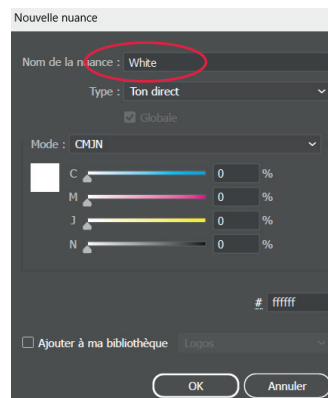 Nouvelle nuance
Nom de la nuance : White
Type : Ton direct
Globale
Mode : CMJN
C 0 %
M 0 %
J 0 %
N 0 %
# ffffff
Ajouter à ma bibliothèque Logos
OK Annuler